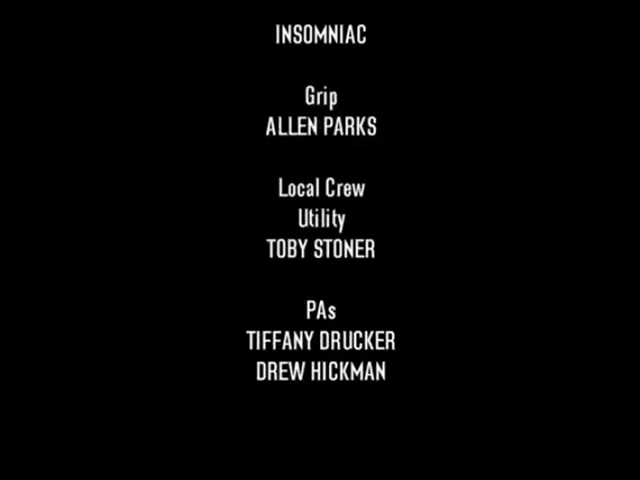 INSOMNIAC
Grip
ALLEN PARKS
Local Crew
Utility
TOBY STONER
PAs
TIFFANY DRUCKER
DREW HICKMAN